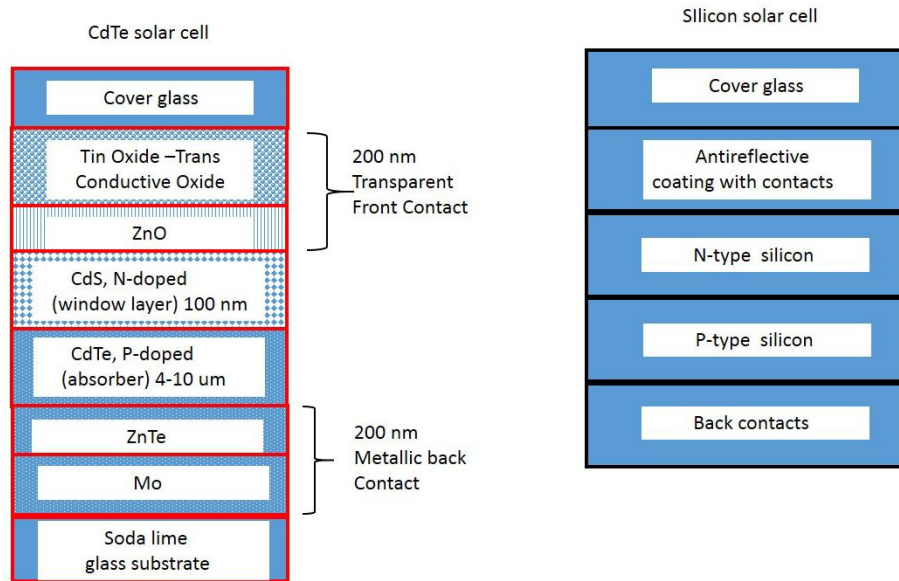 CdTe solar cell
Cover glass
Tin Oxide –Trans
Conductive Oxide
ZnO
200 nm
Transparent
Front Contact
CdS, N-doped
(window layer) 100 nm
CdTe, P-doped
(absorber) 4-10 um
ZnTe
Mo
200 nm
Metallic back
Contact
Soda lime
glass substrate
SIlicon solar cell
Cover glass
Antireflective
coating with contacts
N-type silicon
P-type silicon
Back contacts